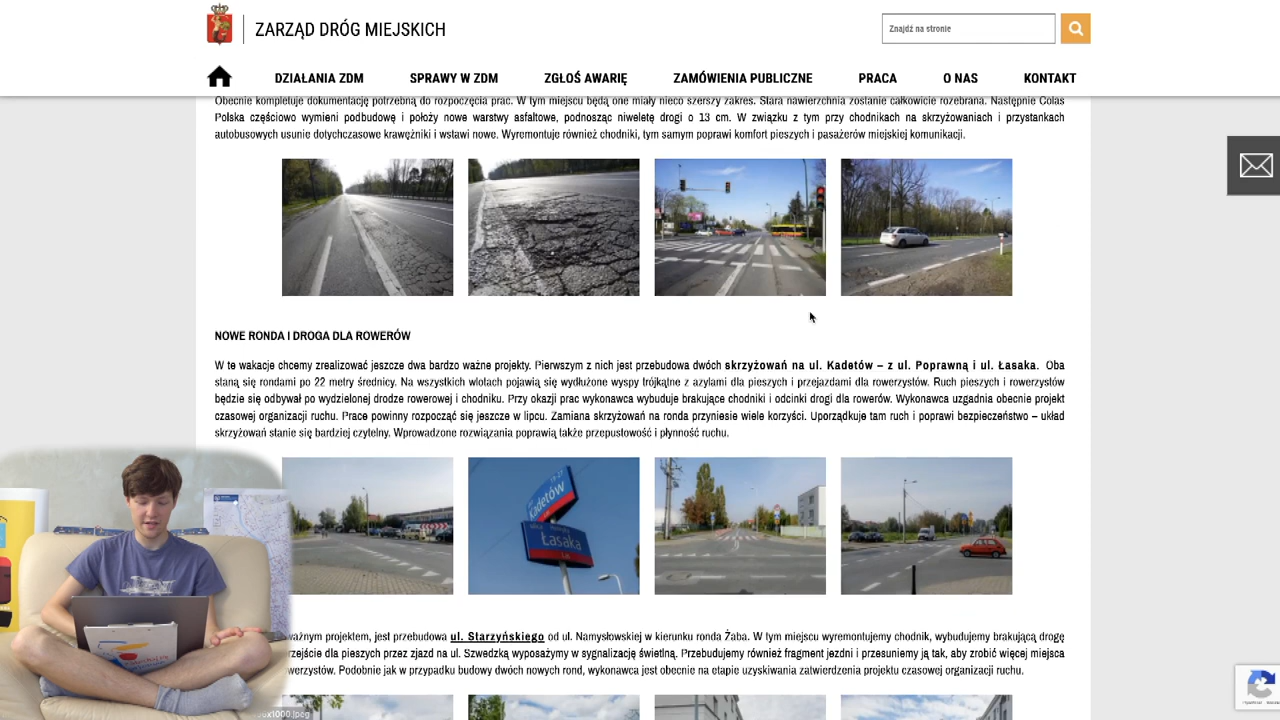 ZARZĄD DRÓG MIEJSKICH
Znajdź na stronie
DZIAŁANIA ZDM
SPRAWY W ZDM
ZGŁOŚ AWARIĘ
ZAMÓWIENIA PUBLICZNE
PRACA
O NAS
KONTAKT
Obecnie kompletuje dokumentację potrzebną do rozpoczęcia prac. W tym miejscu będą one miały nieco szerszy zakres. Stara nawierzchnia zostanie całkowicie rozebrana. Następnie Colas
Polska częściowo wymieni podbudowę i położy nowe warstwy asfaltowe, podnosząc niweletę drogi o 13 cm. W związku z tym przy chodnikach na skrzyżowaniach i przystankach
autobusowych usunie dotychczasowe krawężniki i wstawi nowe. Wyremontuje również chodniki, tym samym poprawi komfort pieszych i pasażerów miejskiej komunikacji.
NOWE RONDA I DROGA DLA ROWERÓW
W te wakacje chcemy zrealizować jeszcze dwa bardzo ważne projekty. Pierwszym z nich jest przebudowa dwóch skrzyżowań na ul. Kadetów – z ul. Poprawną i ul. Łasaka. Oba
staną się rondami po 22 metry średnicy. Na wszystkich wlotach pojawią się wydłużone wyspy trójkątne z azylami dla pieszych i przejazdami dla rowerzystów. Ruch pieszych i rowerzystów
będzie się odbywał po wydzielonej drodze rowerowej i chodniku. Przy okazji prac wykonawca wybuduje brakujące chodniki i odcinki drogi dla rowerów. Wykonawca uzgadnia obecnie projekt
czasowej organizacji ruchu. Prace powinny rozpocząć się jeszcze w lipcu. Zamiana skrzyżowań na ronda przyniesie wiele korzyści. Uporządkuje tam ruch i poprawi bezpieczeństwo – układ
skrzyżowań stanie się bardziej czytelny. Wprowadzone rozwiązania poprawią także przepustowość i płynność ruchu.
Kadetów
ulica
Łasaka
ważnym projektem, jest przebudowa ul. Starzyńskiego od ul. Namysłowskiej w kierunku ronda Żaba. W tym miejscu wyremontujemy chodnik, wybudujemy brakującą drogę
rzejście dla pieszych przez zjazd na ul. Szwedzką wyposażymy w sygnalizację świetlną. Przebudujemy również fragment jezdni i przesuniemy ją tak, aby zrobić więcej miejsca
werzystów. Podobnie jak w przypadku budowy dwóch nowych rond, wykonawca jest obecnie na etapie uzyskiwania zatwierdzenia projektu czasowej organizacji ruchu.